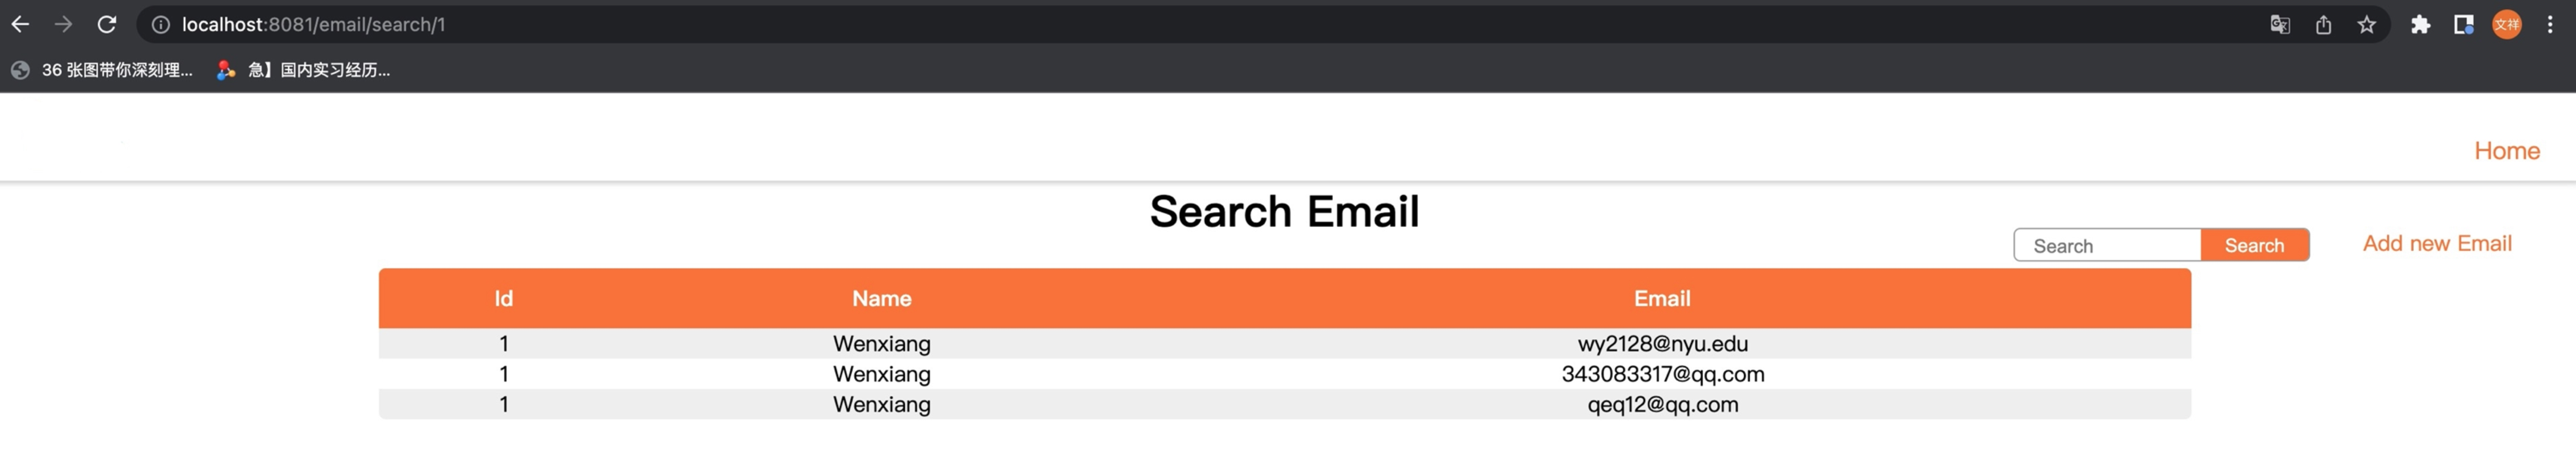 localhost:8081/email/search/1
文祥
36 张图带你深刻理... 急】国内实习经历...
Home
Search Email
Search Search Add new Email
Id Name Email
1 Wenxiang wy2128@nyu.edu
1 Wenxiang 343083317@qq.com
1 Wenxiang qeq12@qq.com